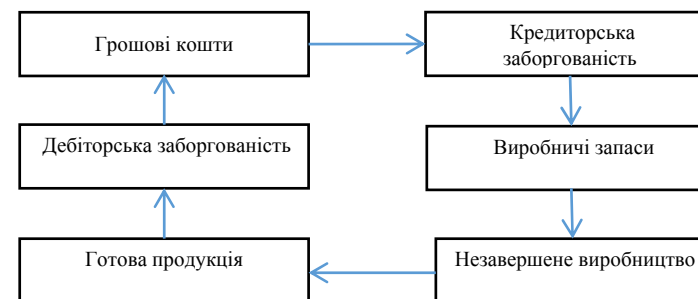 Грошові кошти
Кредиторська
заборгованість
Дебіторська заборгованість
Виробничі запаси
Готова продукція
Незавершене виробництво